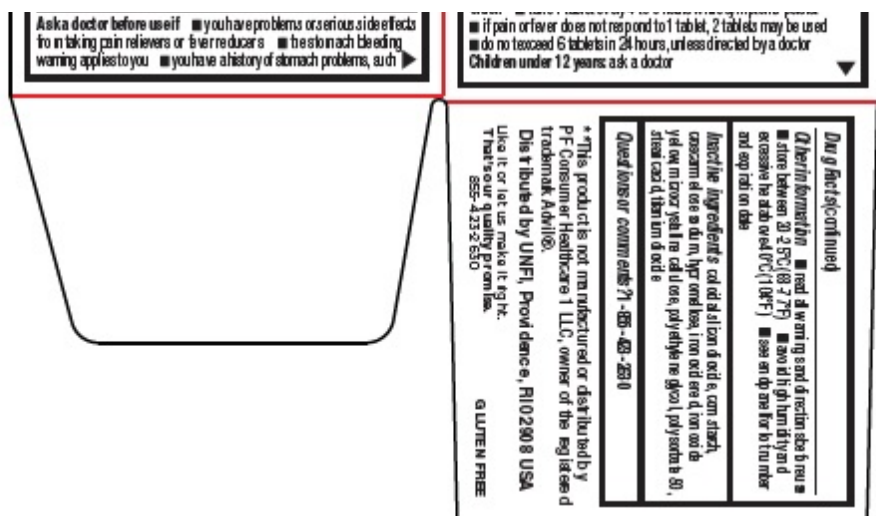 Ask a doctor before use if ■ you have problems or serious side effects
from taking pain relievers or fever reducers ■ the stomach bleeding
warning applies to you ■ you have a history of stomach problems, such
■ if pain or fever does not respond to 1 tablet, 2 tablets may be used
■ do not exceed 6 tablets in 24 hours, unless directed by a doctor
Children under 12 years: ask a doctor
Drug Facts (continued)
Other information ■ read all warnings and directions before use
■ store between 20-25°C (68-77°F) ■ avoid high humidity and
excessive heat above 40°C (104°F) ■ see end panel for lot number
and expiration date
Inactive ingredients colloidal silicon dioxide, corn starch,
croscarmellose sodium, hypromellose, iron oxide red, iron oxide
yellow, microcrystalline cellulose, polyethylene glycol, polysorbate 80,
stearic acid, titanium dioxide
Questions or comments? 1-855-423-2630
**This product is not manufactured or distributed by
PF Consumer Healthcare 1 LLC, owner of the registered
trademark Advil®.
Distributed by UNFI, Providence, RI 02908 USA
Like it or let us make it right.
That's our quality promise.
855-423-2630
GLUTEN FREE